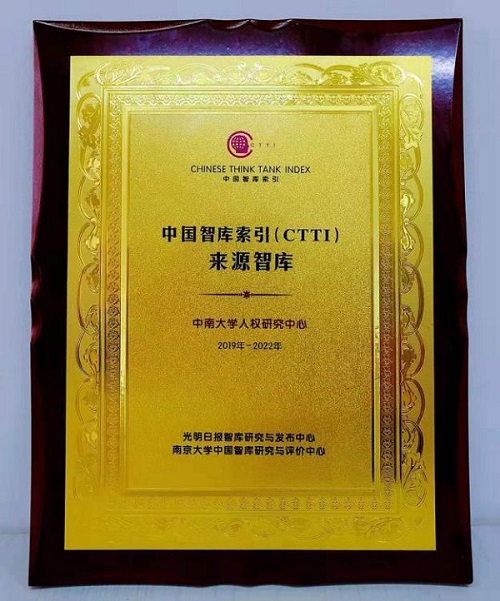 CTTI
CHINESE THINK TANK INDEX
中国智库索引
中国智库索引(CTTI)
来源智库
中南大学人权研究中心
2019年-2022年
光明日报智库研究与发布中心
南京大学中国智库研究与评价中心